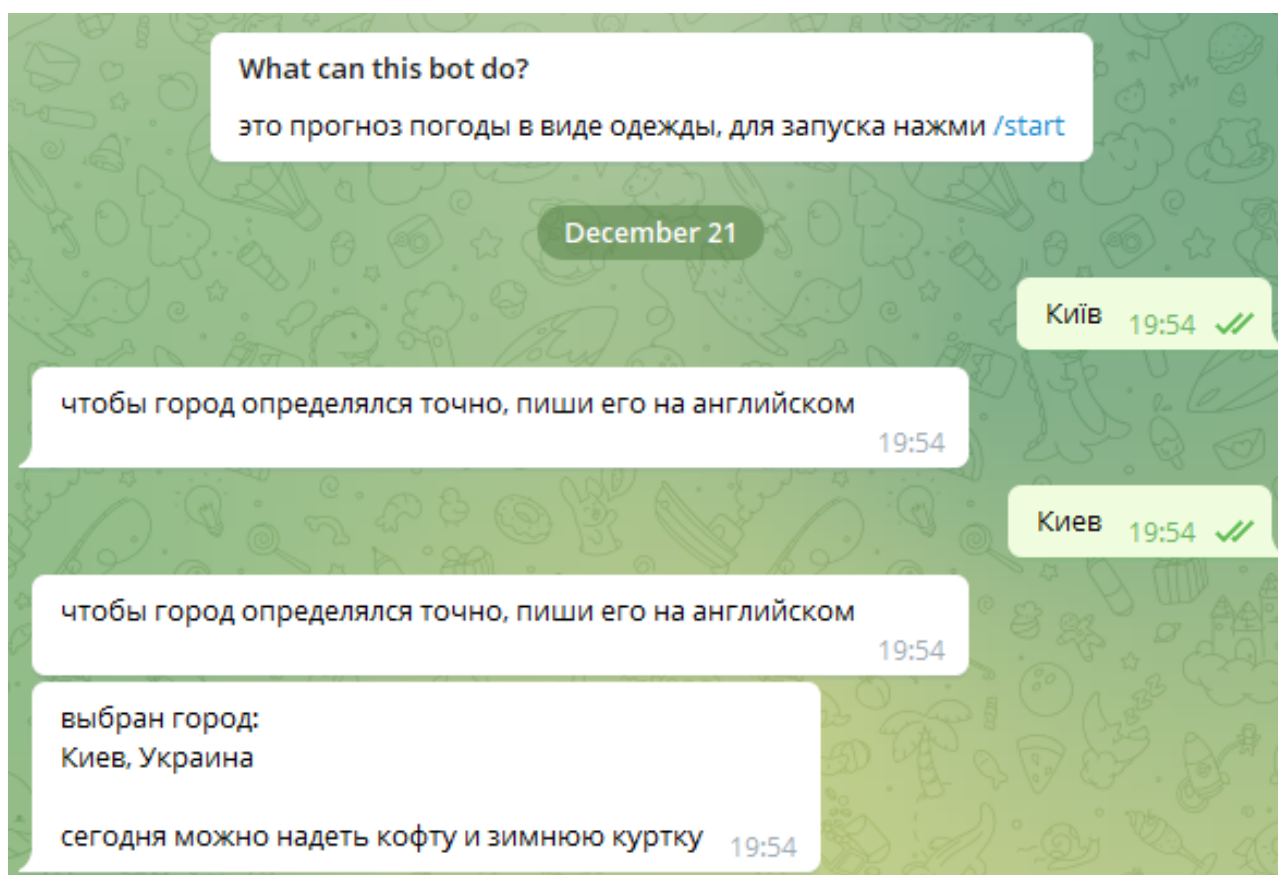 What can this bot do?
это прогноз погоды в виде одежды, для запуска нажми /start
December 21
Київ 19:54
чтобы город определялся точно, пиши его на английском
19:54
Киев 19:54
чтобы город определялся точно, пиши его на английском
19:54
выбран город:
Киев, Украина
сегодня можно надеть кофту и зимнюю куртку 19:54